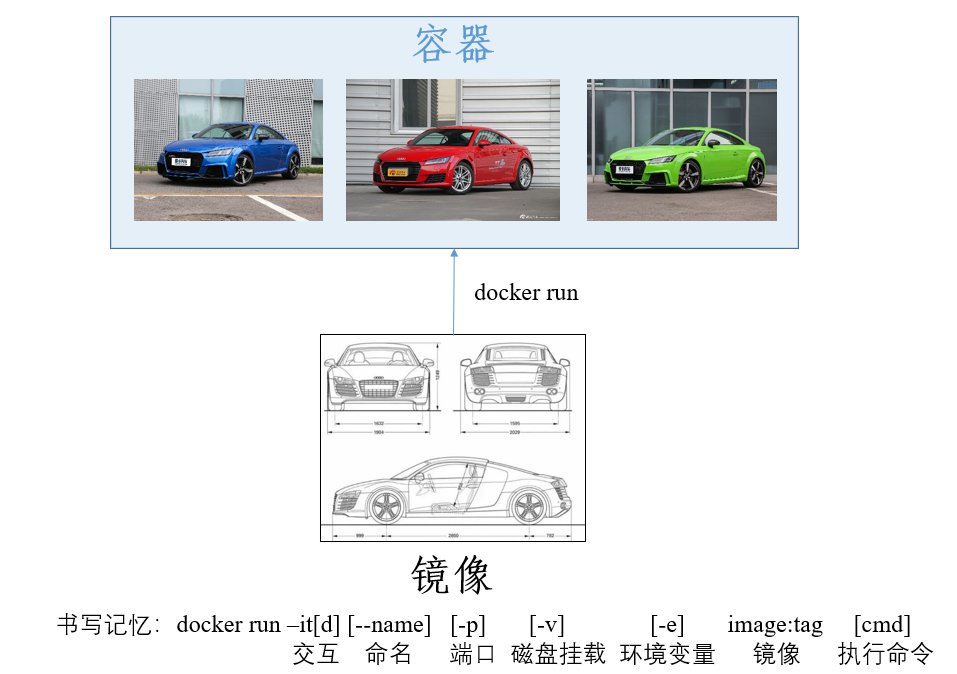 容器
docker run
1249
1632
1904
1595
2029
999
2650
782
镜像
书写记忆：docker run –it[d] [--name] [-p] [-v] [-e] image:tag [cmd]
交互 命名 端口 磁盘挂载 环境变量 镜像 执行命令